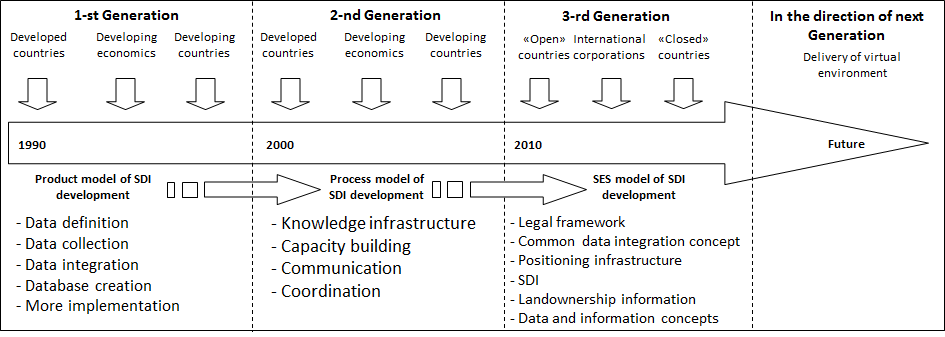 1-st Generation
Developed
countries
Developing
economics
Developing
countries
2-nd Generation
Developed
countries
Developing
economics
Developing
countries
3-rd Generation
«Open»
countries
International
corporations
«Closed»
countries
In the direction of next
Generation
Delivery of virtual
environment
1990
2000
2010
Future
Product model of SDI
development
Process model of
SDI development
SES model of SDI
development
- Data definition
- Data collection
- Data integration
- Database creation
- More implementation
- Knowledge infrastructure
- Capacity building
- Communication
- Coordination
- Legal framework
- Common data integration concept
- Positioning infrastructure
- SDI
- Landownership information
- Data and information concepts